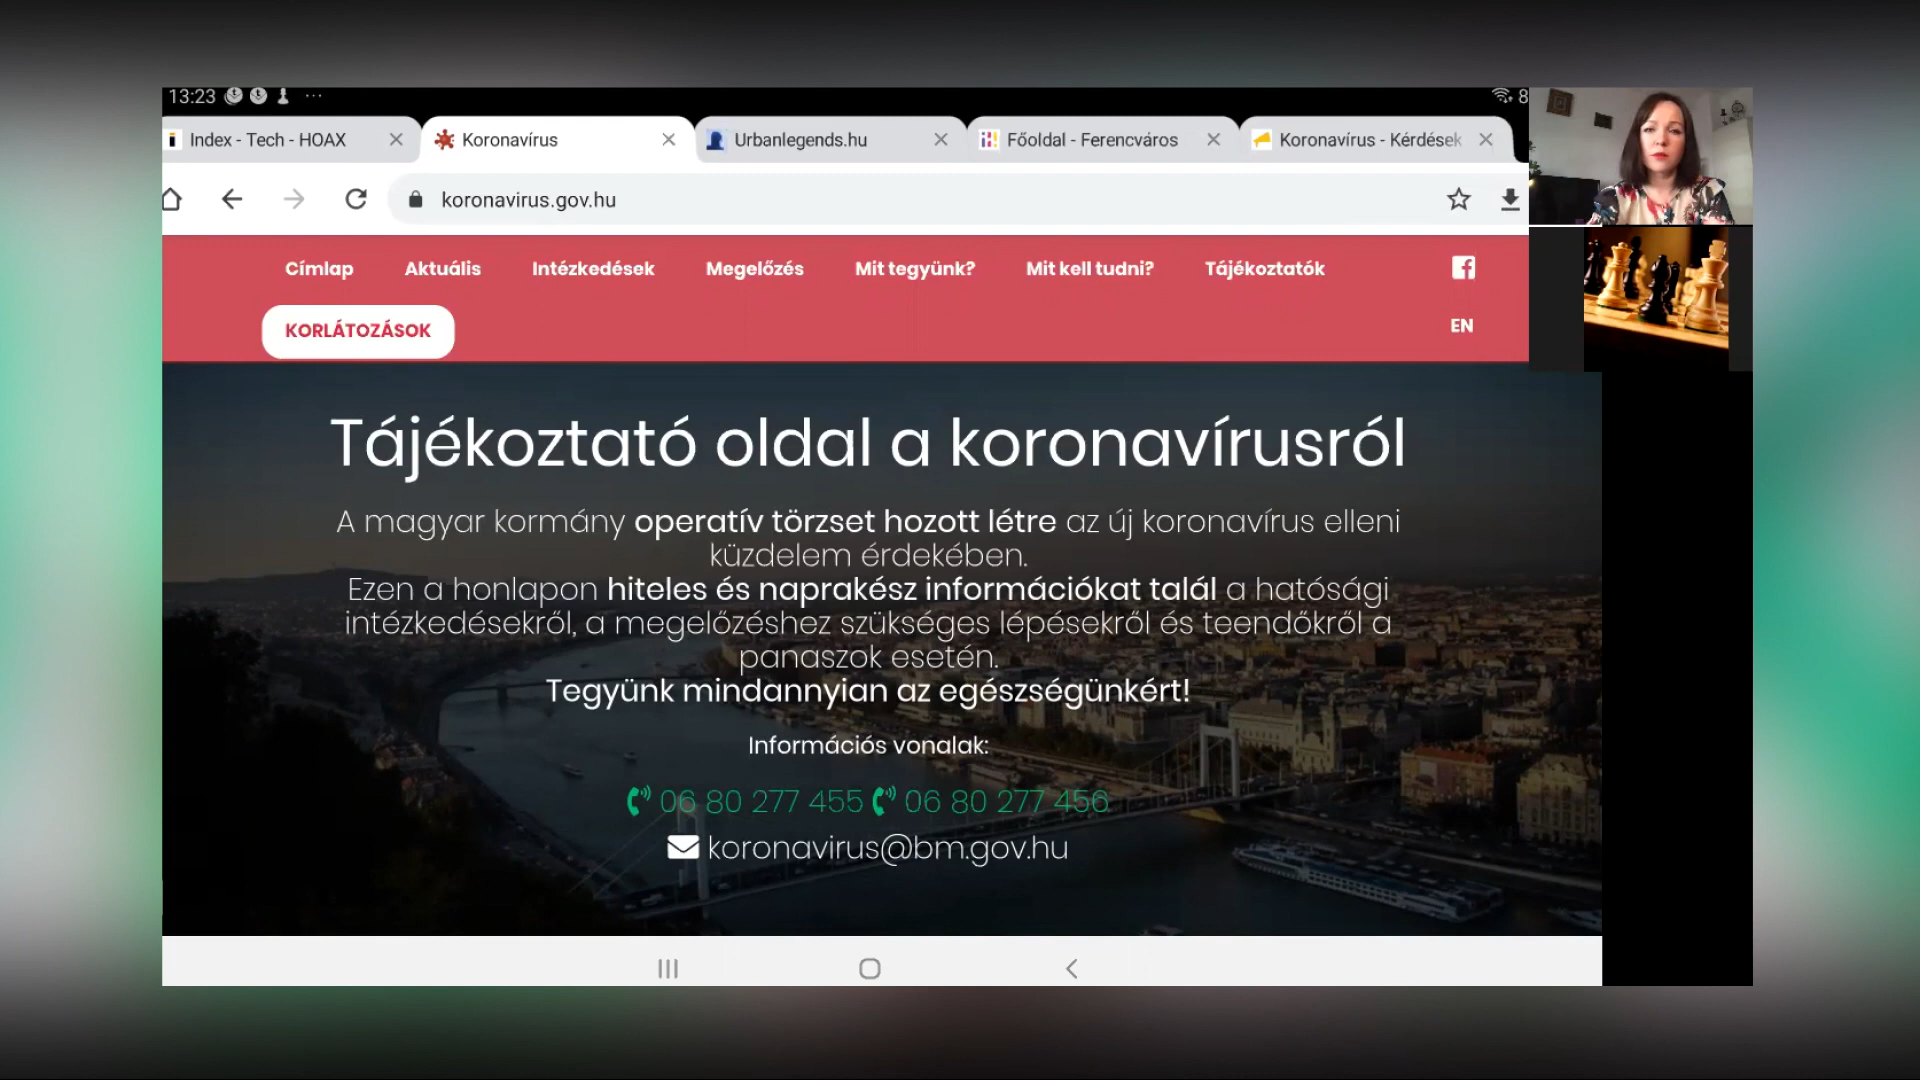 13:23
8
Index - Tech - HOAX
Koronavírus
Urbanlegends.hu
Főoldal - Ferencváros
Koronavírus - Kérdések
koronavirus.gov.hu
Címlap
Aktuális
Intézkedések
Megelőzés
Mit tegyünk?
Mit kell tudni?
Tájékoztatók
KORLÁTOZÁSOK
EN
Tájékoztató oldal a koronavírusról
A magyar kormány operatív törzset hozott létre az új koronavírus elleni
küzdelem érdekében.
Ezen a honlapon hiteles és naprakész információkat talál a hatósági
intézkedésekről, a megelőzéshez szükséges lépésekről és teendőkről a
panaszok esetén.
Tegyünk mindannyian az egészségünkért!
Információs vonalak:
06 80 277 455 06 80 277 456
koronavirus@bm.gov.hu